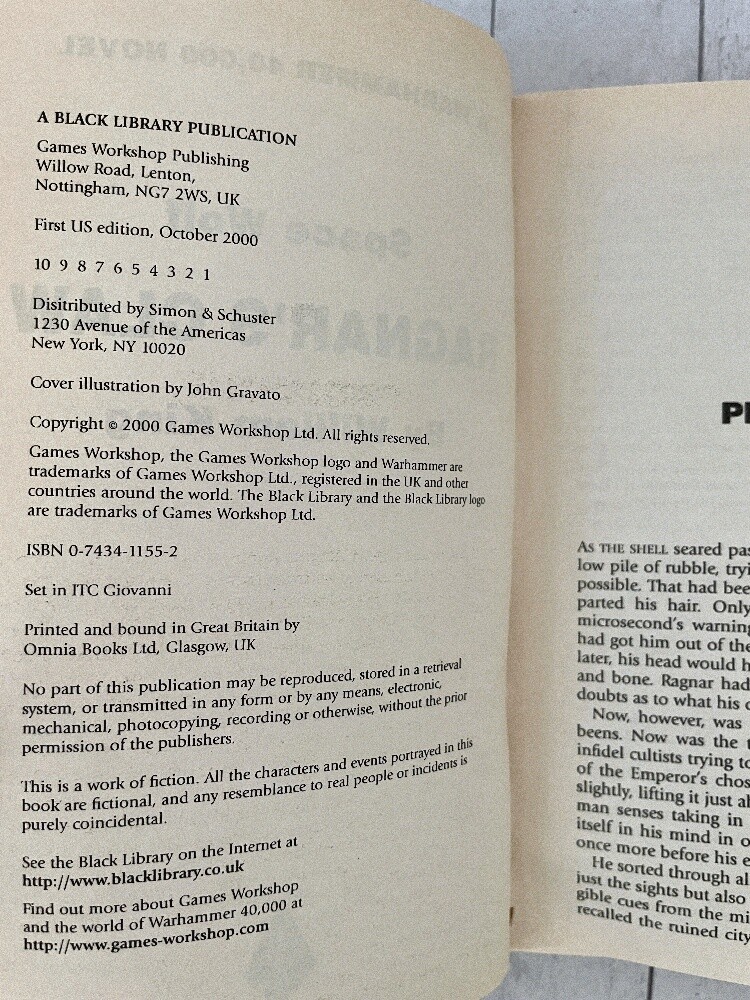 A BLACK LIBRARY PUBLICATION
Games Workshop Publishing
Willow Road, Lenton,
Nottingham, NG7 2WS, UK
First US edition, October 2000
10 9 8 7 6 5 4 3 2 1
Disitributed by Simon & Schuster
1230 Avenue of the Americas
New York, NY 10020
Cover illustration by John Gravato
Copyright © 2000 Games Workshop Ltd. All rights reserved.
Games Workshop, the Games Workshop logo and Warhammer are
trademarks of Games Workshop Ltd., registered in the UK and other
countries around the world. The Black Library and the Black Library logo
are trademarks of Games Workshop Ltd.
ISBN 0-7434-1155-2
Set in ITC Giovanni
Printed and bound in Great Britain by
Omnia Books Ltd, Glasgow, UK
No part of this publication may be reproduced, stored in a retrieval
system, or transmitted in any form or by any means, electronic,
mechanical, photocopying, recording or otherwise, without the prior
permission of the publishers.
This is a work of fiction. All the characters and events portrayed in this
book are fictional, and any resemblance to real people or incidents is
purely coincidental.
See the Black Library on the Internet at
http://www.blacklibrary.co.uk
Find out more about Games Workshop
and the world of Warhammer 40,000 at
http://www.games-workshop.com
AS THE SHELL seared
low pile of rubble,
possible. That had
parted his hair. Only
microsecond's warning
had got him out of the
later, his head would
and bone. Ragnar had
doubts as to what his
Now, however, was
beens. Now was the
infidel cultists trying
of the Emperor's
slightly, lifting it just
man senses taking in
itself in his mind in
once more before his
He sorted through
just the sights but also
gible cues from the
recalled the ruined